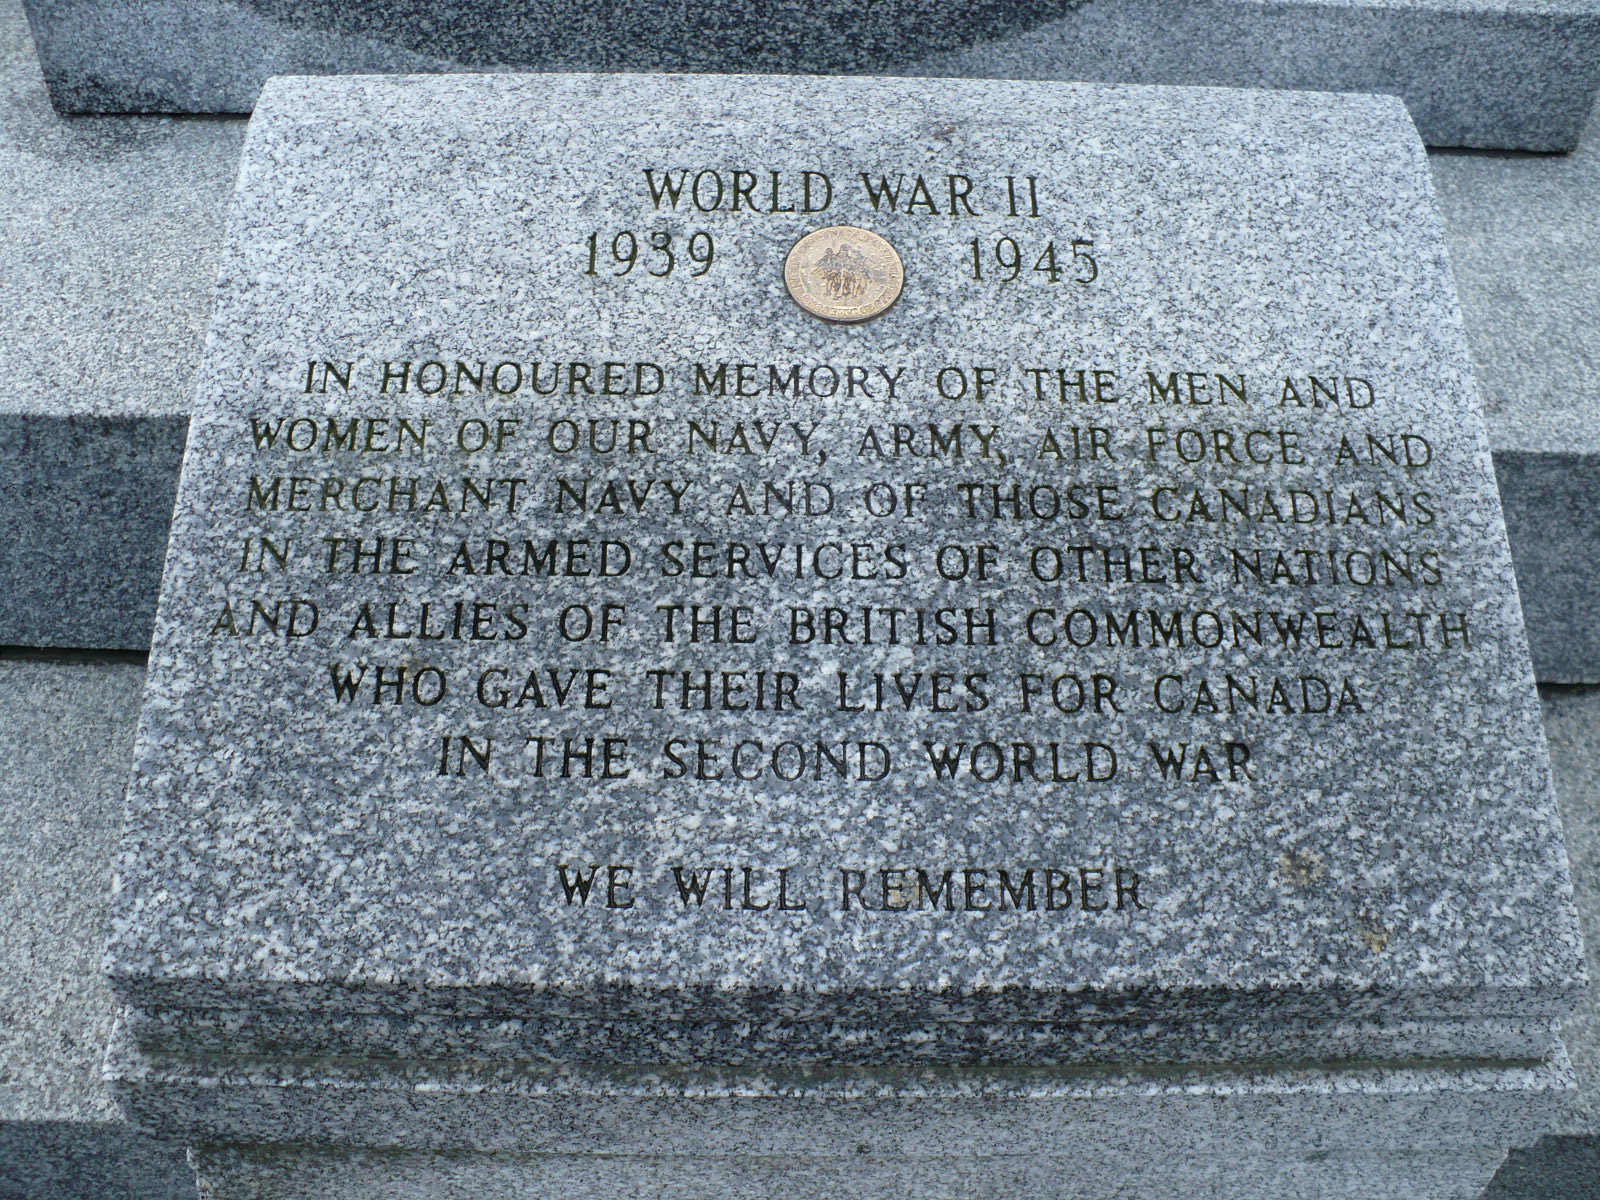 WORLD WAR II
1939 1945
IN HONOURED MEMORY OF THE MEN AND
WOMEN OF OUR NAVY, ARMY, AIR FORCE AND
MERCHANT NAVY AND OF THOSE CANADIANS
IN THE ARMED SERVICES OF OTHER NATIONS
AND ALLIES OF THE BRITISH COMMONWEALTH
WHO GAVE THEIR LIVES FOR CANADA
IN THE SECOND WORLD WAR
WE WILL REMEMBER